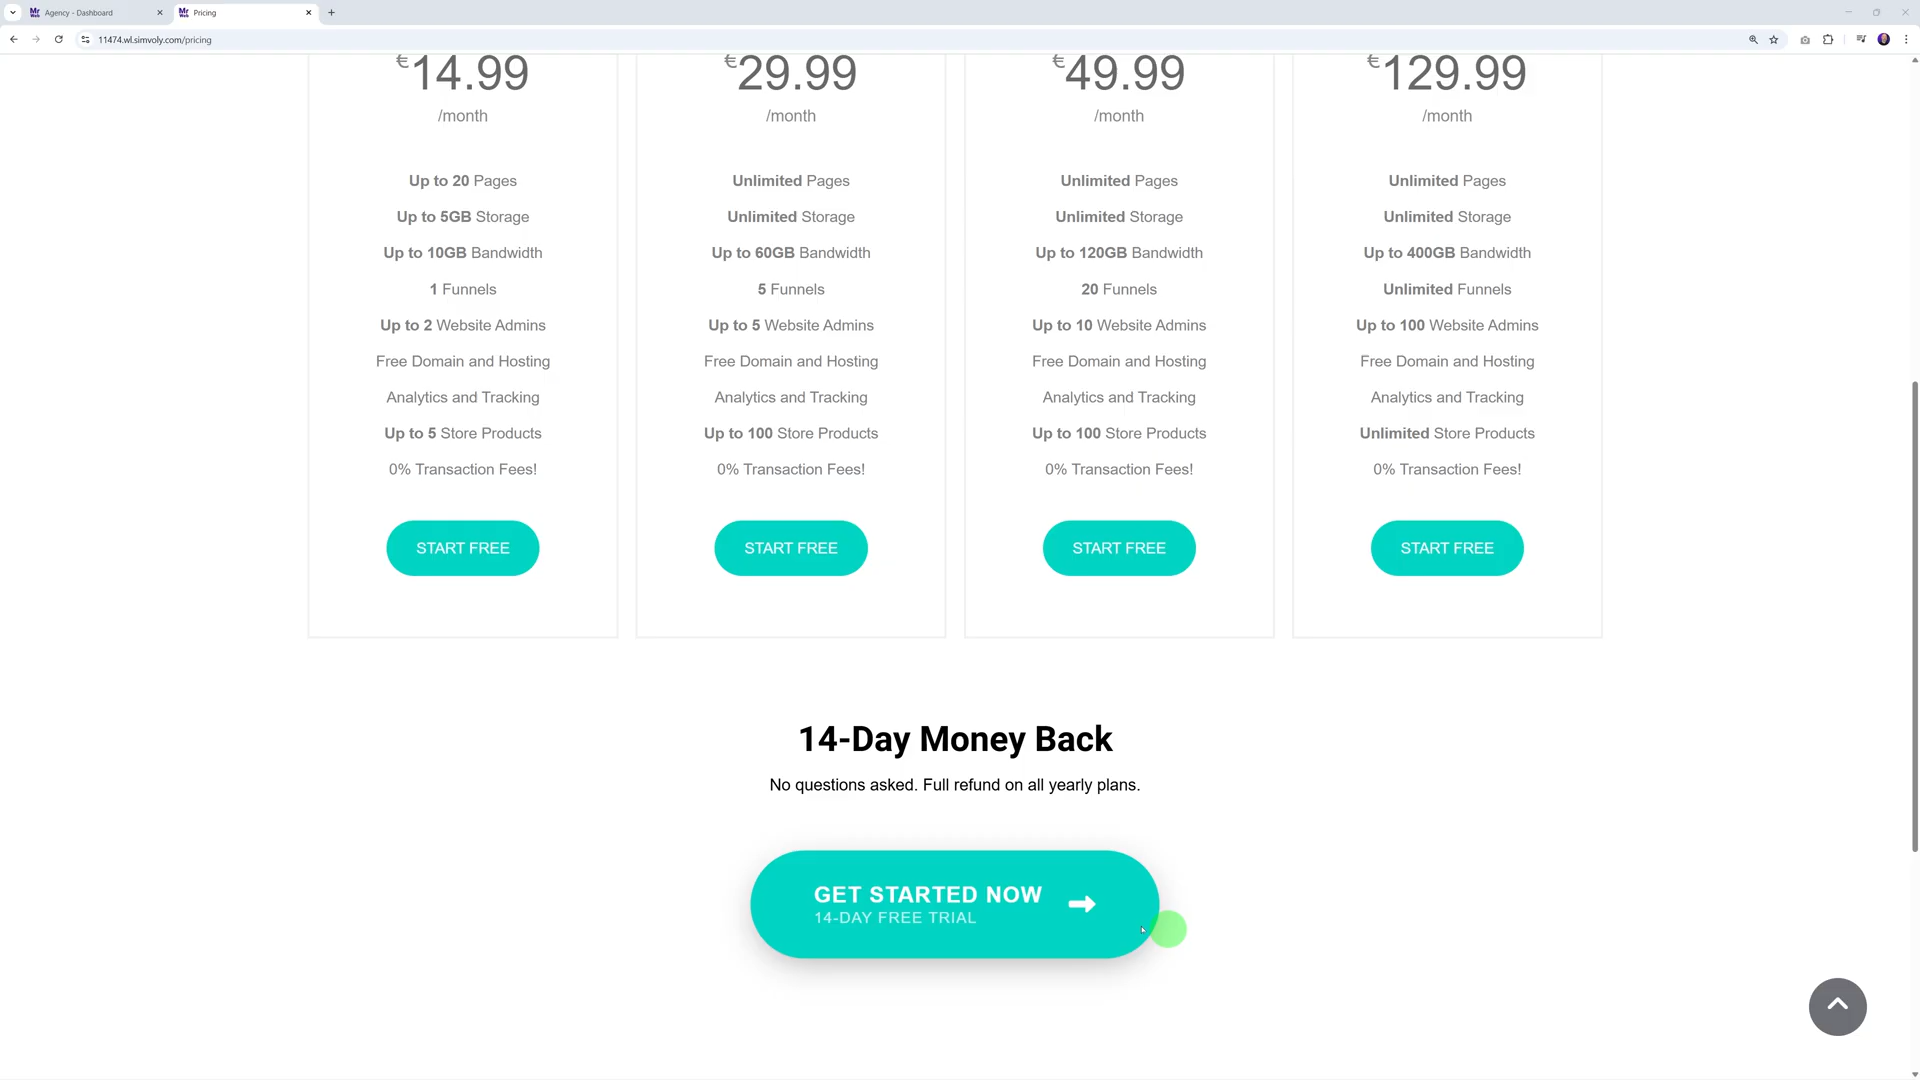 Agency - Dashboard
Pricing
11474.wl.simvoly.com/pricing
€14.99
/month
Up to 20 Pages
Up to 5GB Storage
Up to 10GB Bandwidth
1 Funnels
Up to 2 Website Admins
Free Domain and Hosting
Analytics and Tracking
Up to 5 Store Products
0% Transaction Fees!
START FREE
€29.99
/month
Unlimited Pages
Unlimited Storage
Up to 60GB Bandwidth
5 Funnels
Up to 5 Website Admins
Free Domain and Hosting
Analytics and Tracking
Up to 100 Store Products
0% Transaction Fees!
START FREE
€49.99
/month
Unlimited Pages
Unlimited Storage
Up to 120GB Bandwidth
20 Funnels
Up to 10 Website Admins
Free Domain and Hosting
Analytics and Tracking
Up to 100 Store Products
0% Transaction Fees!
START FREE
€129.99
/month
Unlimited Pages
Unlimited Storage
Up to 400GB Bandwidth
Unlimited Funnels
Up to 100 Website Admins
Free Domain and Hosting
Analytics and Tracking
Unlimited Store Products
0% Transaction Fees!
START FREE
14-Day Money Back
No questions asked. Full refund on all yearly plans.
GET STARTED NOW
14-DAY FREE TRIAL